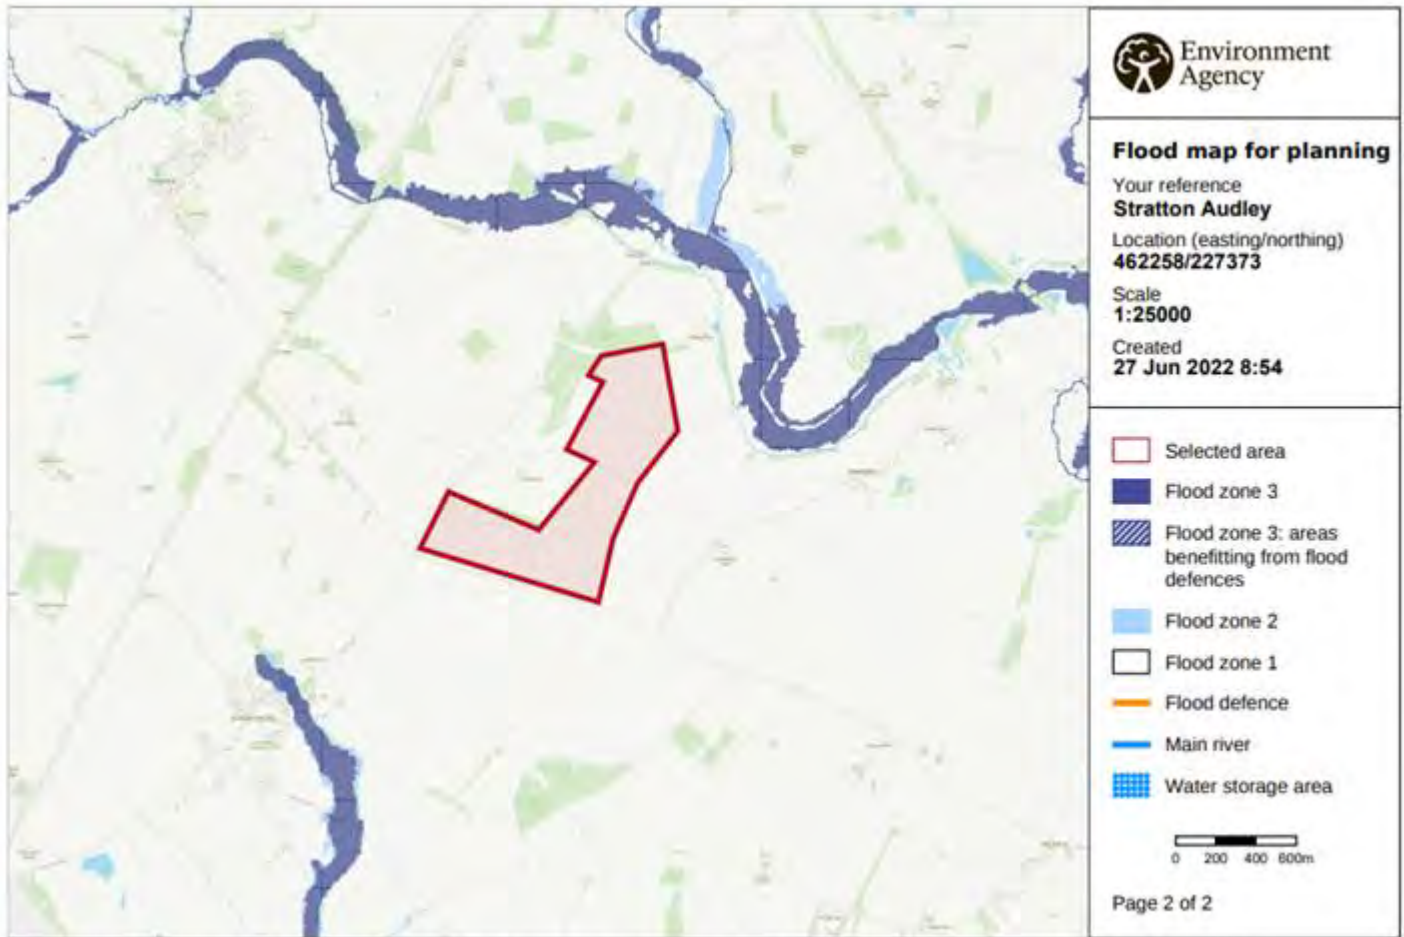 Environment
Agency
Flood map for planning
Your reference
Stratton Audley
Location (easting/northing)
462258/227373
Scale
1:25000
Created
27 Jun 2022 8:54
Selected area
Flood zone 3
Flood zone 3: areas
benefitting from flood
defences
Flood zone 2
Flood zone 1
Flood defence
Main river
Water storage area
0 200 400 600m
Page 2 of 2